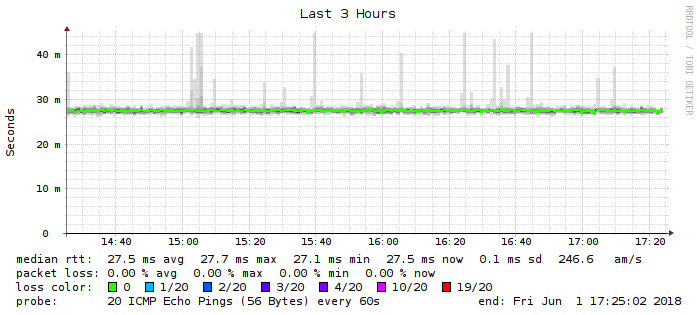 Last 3 Hours
RRDTOOL / TOBI OETIKER
Seconds
40 m
30 m
20 m
10 m
0
14:40 15:00 15:20 15:40 16:00 16:20 16:40 17:00 17:20
median rtt: 27.5 ms avg 27.7 ms max 27.1 ms min 27.5 ms now 0.1 ms sd 246.6 am/s
packet loss: 0.00 % avg 0.00 % max 0.00 % min 0.00 % now
loss color: 0 1/20 2/20 3/20 4/20 10/20 19/20
probe: 20 ICMP Echo Pings (56 Bytes) every 60s end: Fri Jun 1 17:25:02 2018